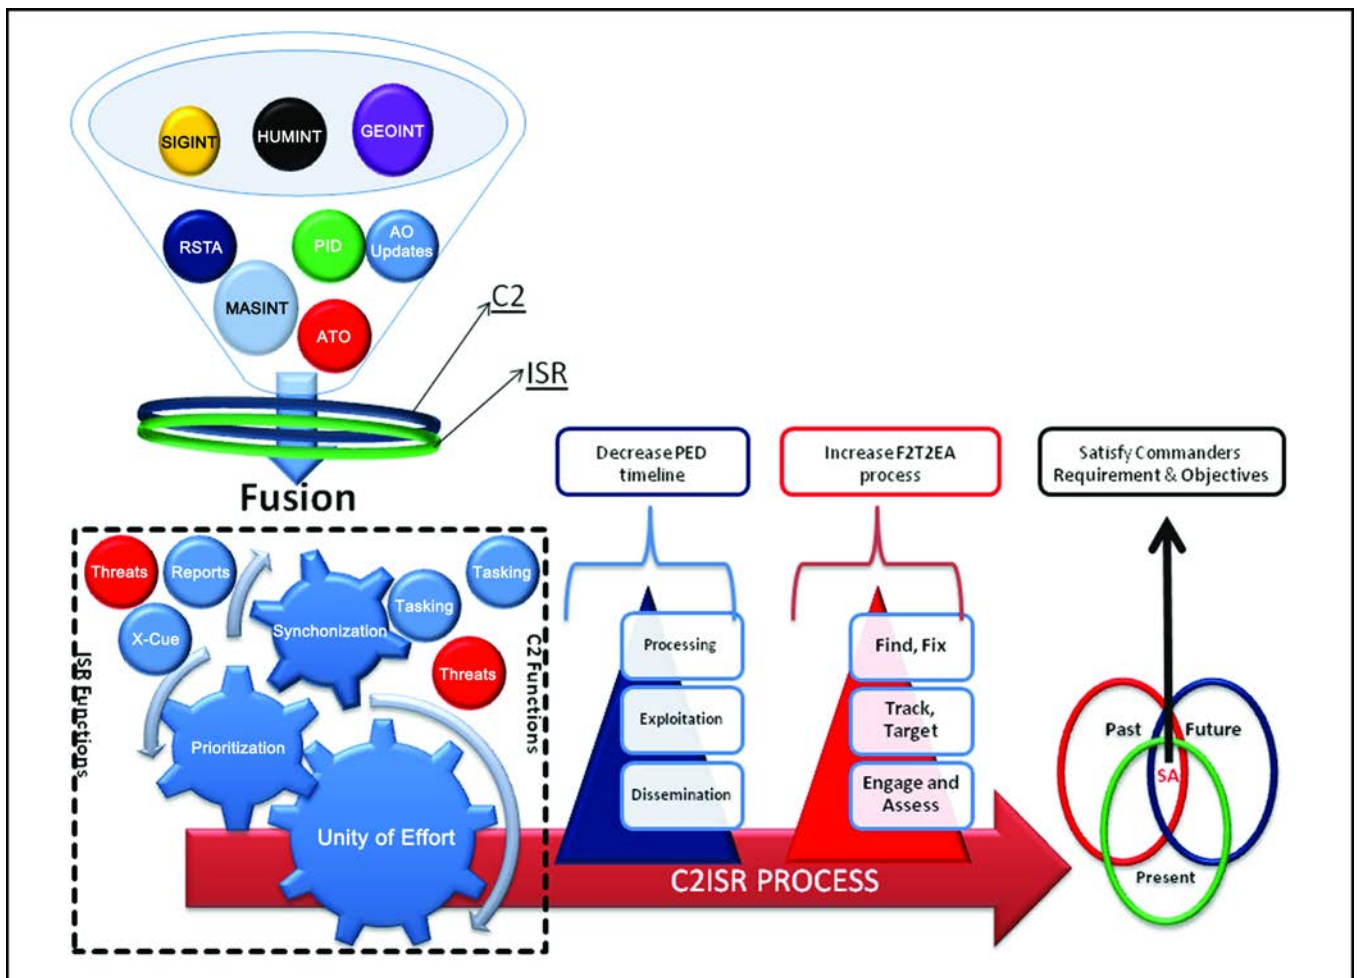 SIGINT
HUMINT
GEOINT
RSTA
PID
AO
Updates
MASINT
ATO
C2
ISR
Fusion
Threats
Reports
X-Cue
Synchonization
Tasking
Tasking
Threats
ISR Functions
C2 Functions
Prioritization
Unity of Effort
Decrease PED
timeline
Processing
Exploitation
Dissemination
Increase F2T2EA
process
Find, Fix
Track,
Target
Engage and
Assess
C2ISR PROCESS
Satisfy Commanders
Requirement & Objectives
Past
Future
SA
Present